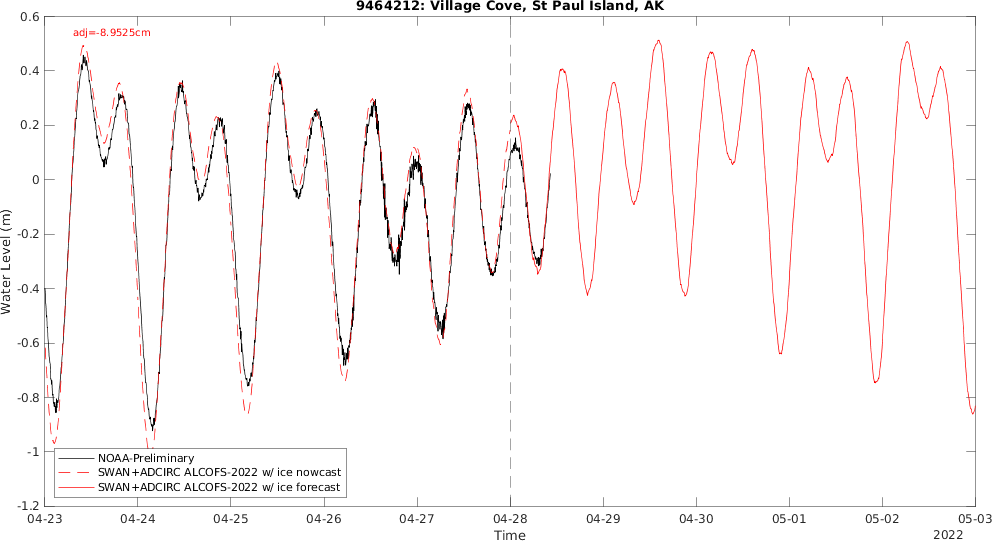 9464212: Village Cove, St Paul Island, AK
adj=-8.9525cm
0.6
0.4
0.2
0
-0.2
-0.4
-0.6
-0.8
-1
-1.2
Water Level (m)
NOAA-Preliminary
SWAN+ADCIRC ALCOFS-2022 w/ ice nowcast
SWAN+ADCIRC ALCOFS-2022 w/ ice forecast
04-23 04-24 04-25 04-26 04-27 04-28 04-29 04-30 05-01 05-02 05-03
Time
2022